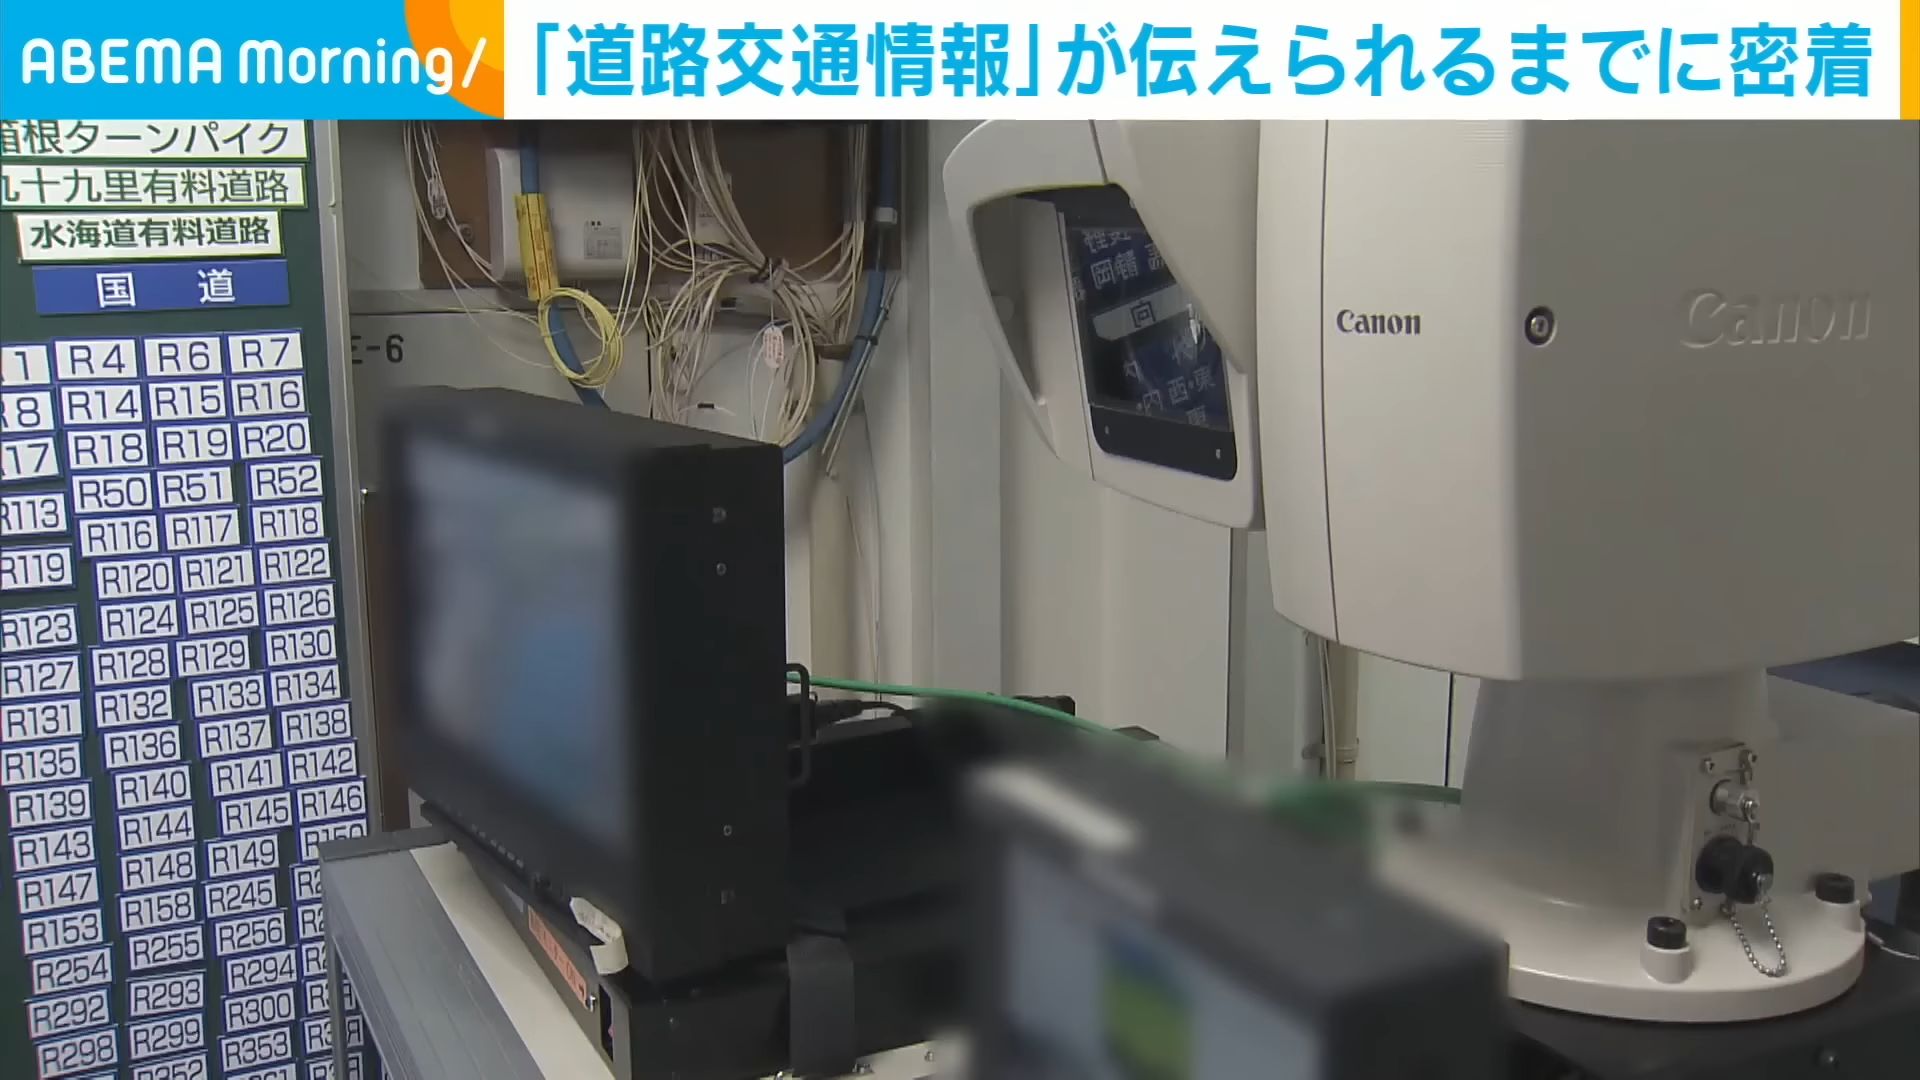 ABEMA Morning/
「道路交通情報」が伝えられるまでに密着
箱根ターンパイク
九十九里有料道路
水海道有料道路
国 道
R4 R6 R7
R8 R14 R15 R16
R18 R19 R20
R50 R51 R52
R113 R116 R117 R118
R119 R120 R121 R122
R123 R124 R125 R126
R127 R128 R129 R130
R131 R132 R133 R134
R135 R136 R137 R138
R139 R140 R141 R142
R143 R144 R145 R146
R147 R148 R149 R150
R153 R158 R245
R254 R255 R256
R292 R293 R294
R298 R299 R300
R352 R353
E-6
Canon
Canon